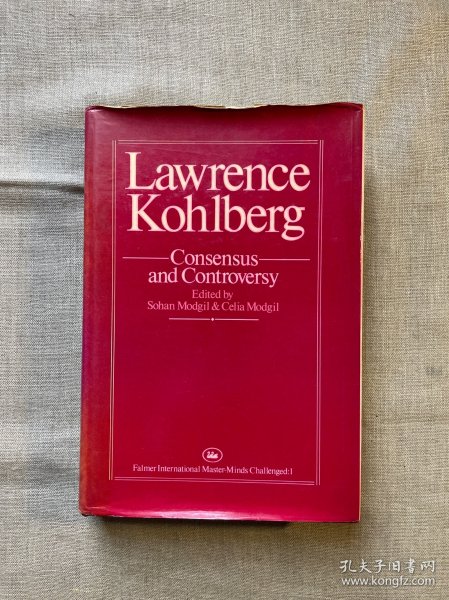 Lawrence
Kohlberg
Consensus
and Controversy
Edited by
Sohan Modgil & Celia Modgil
Falmer International Master-Minds Challenged:1
孔夫子旧书网
www.kongfz.com